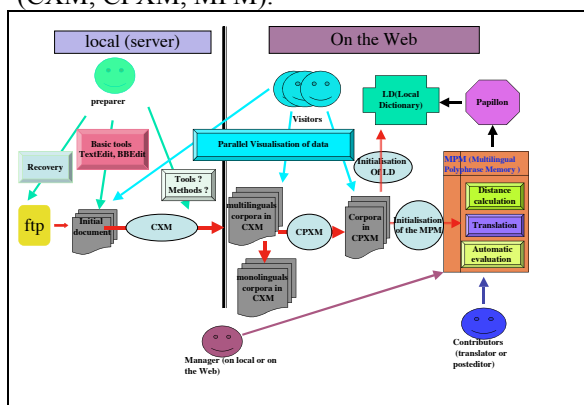 (CXM, CPXM, MPM).
local (server)
On the Web
preparer
Visitors
LD(Local
Dictionary)
Papillon
Recovery
Basic tools
TextEdit, BBEdit
Tools ?
Methods ?
Parallel Visualisation of data
Initialisation
Of LD
MPM (Multilingual
Polyphrase Memory )
ftp
Initial
document
CXM
multilinguals
corpora in
CXM
CPXM
Corpora
in
CPXM
Initialisation
of the MPM
Distance
calculation
Translation
Automatic
evaluation
monolinguals
corpora in CXM
Manager (on local or on
the Web)
Contributors
(translator or
posteditor)